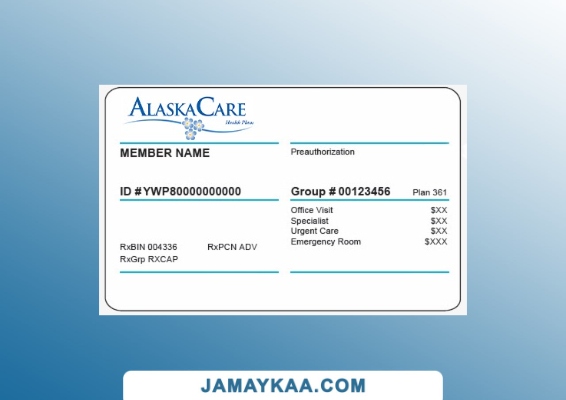 ALASKACARE
Health Plans
MEMBER NAME
Preauthorization
ID # YWP80000000000
Group # 00123456 Plan 361
Office Visit $XX
Specialist $XX
Urgent Care $XX
Emergency Room $XXX
RxBIN 004336 RxPCN ADV
RxGrp RXCAP
JAMAYKAA.COM